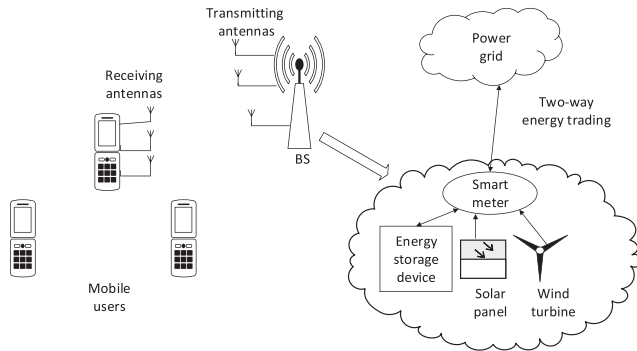 Transmitting
antennas
Receiving
antennas
BS
Power
grid
Two-way
energy trading
Smart
meter
Energy
storage
device
Solar
panel
Wind
turbine
Mobile
users